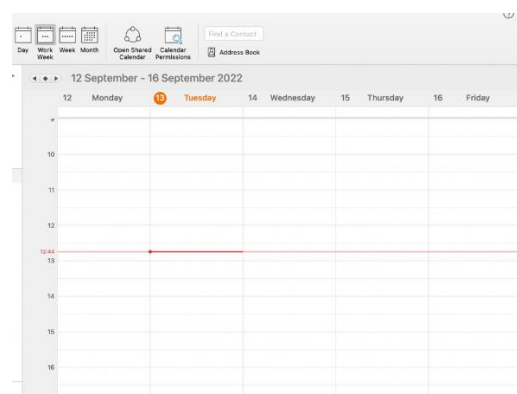 Find a Contact
Day Work Week Week Month Open Shared Calendar Calendar Permissions Address Book
12 September - 16 September 2022
12 Monday 13 Tuesday 14 Wednesday 15 Thursday 16 Friday
10
11
12
12:44
13
14
15
16